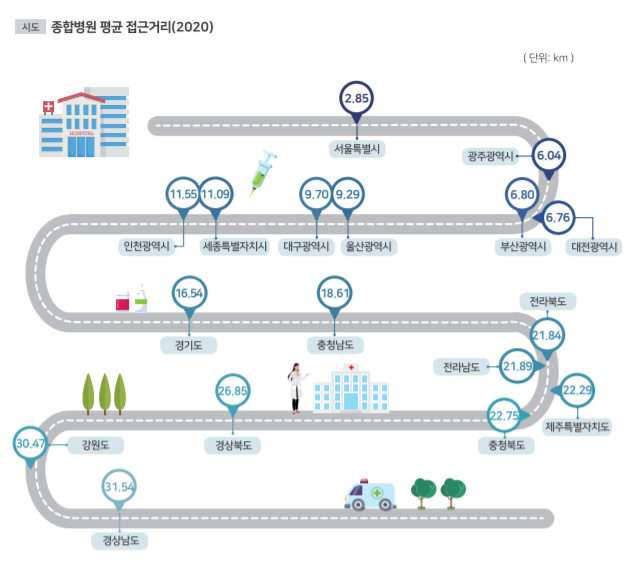 시도 종합병원 평균 접근거리(2020)
( 단위: km )
HOSPITAL
2.85
서울특별시
광주광역시
6.04
11.55
11.09
9.70
9.29
6.80
6.76
인천광역시
세종특별자치시
대구광역시
울산광역시
부산광역시
대전광역시
16.54
18.61
전라북도
21.84
경기도
충청남도
전라남도
21.89
26.85
22.29
22.75
제주특별자치도
30.47
강원도
경상북도
충청북도
31.54
경상남도